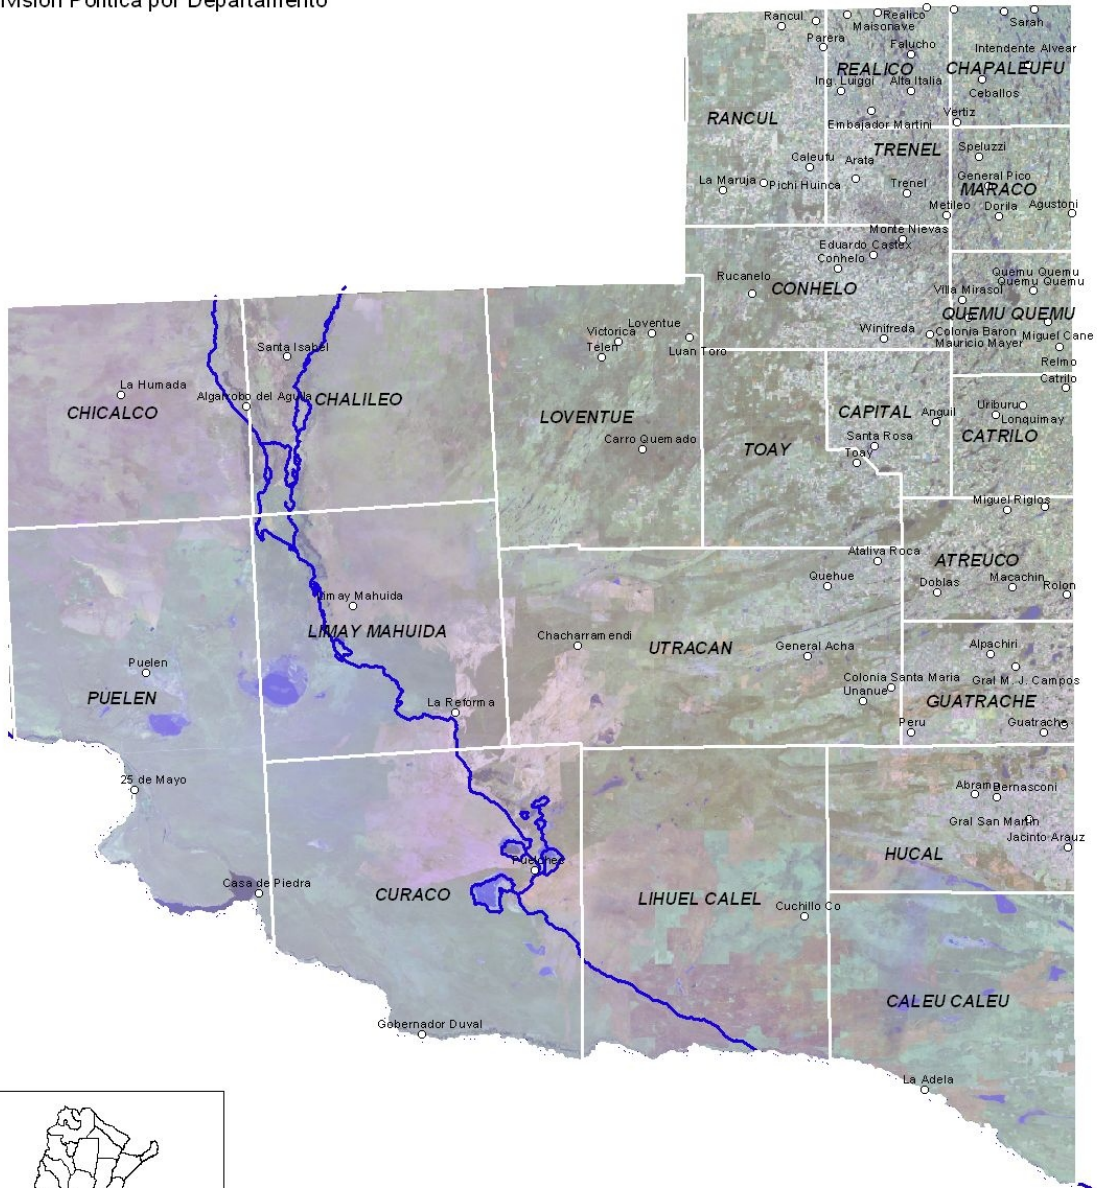 visión Política por Departamento
Rancul
Realico
Maisonave
Sarah
Parera
Falucho
Intendente Alvear
REALICO
CHAPALEUFU
Ing. Luiggi
Alta Italia
Ceballos
RANCUL
Vertiz
Embajador Martini
TRENEL
Speluzzi
Caleufu
Arata
La Maruja
Pichi Huinca
Trenel
General Pico
MARACO
Metileo
Dorila
Agustoni
Monte Nievas
Eduardo Castex
Conhelo
Rucanelo
CONHELO
Quemu Quemu
Quemu Quemu
Villa Mirasol
QUEMU QUEMU
Winifreda
Colonia Baron
Mauricio Mayer
Miguel Cane
Relmo
Victorica
Loventue
Telen
Luan Toro
Santa Isabel
La Humada
Algarrobo del Aguila
CHICALCO
CHALILEO
LOVENTUE
Carro Quemado
TOAY
CAPITAL
Anguil
Santa Rosa
Toay
Catrilo
Uriburu
Lonquimay
CATRILO
Miguel Riglos
Ataliva Roca
Quehue
ATREUCO
Doblas
Macachin
Rolon
Limay Mahuida
LIMAY MAHUIDA
Chacharramendi
UTRACAN
General Acha
Alpachiri
Colonia Santa Maria
Unanue
Gral M. J. Campos
GUATRACHE
Peru
Guatrache
Puelen
PUELEN
La Reforma
25 de Mayo
Abramo
Bernasconi
Gral San Martin
Jacinto Arauz
HUCAL
Puelches
Casa de Piedra
CURACO
LIHUEL CALEL
Cuchillo Co
CALEU CALEU
Gobernador Duval
La Adela